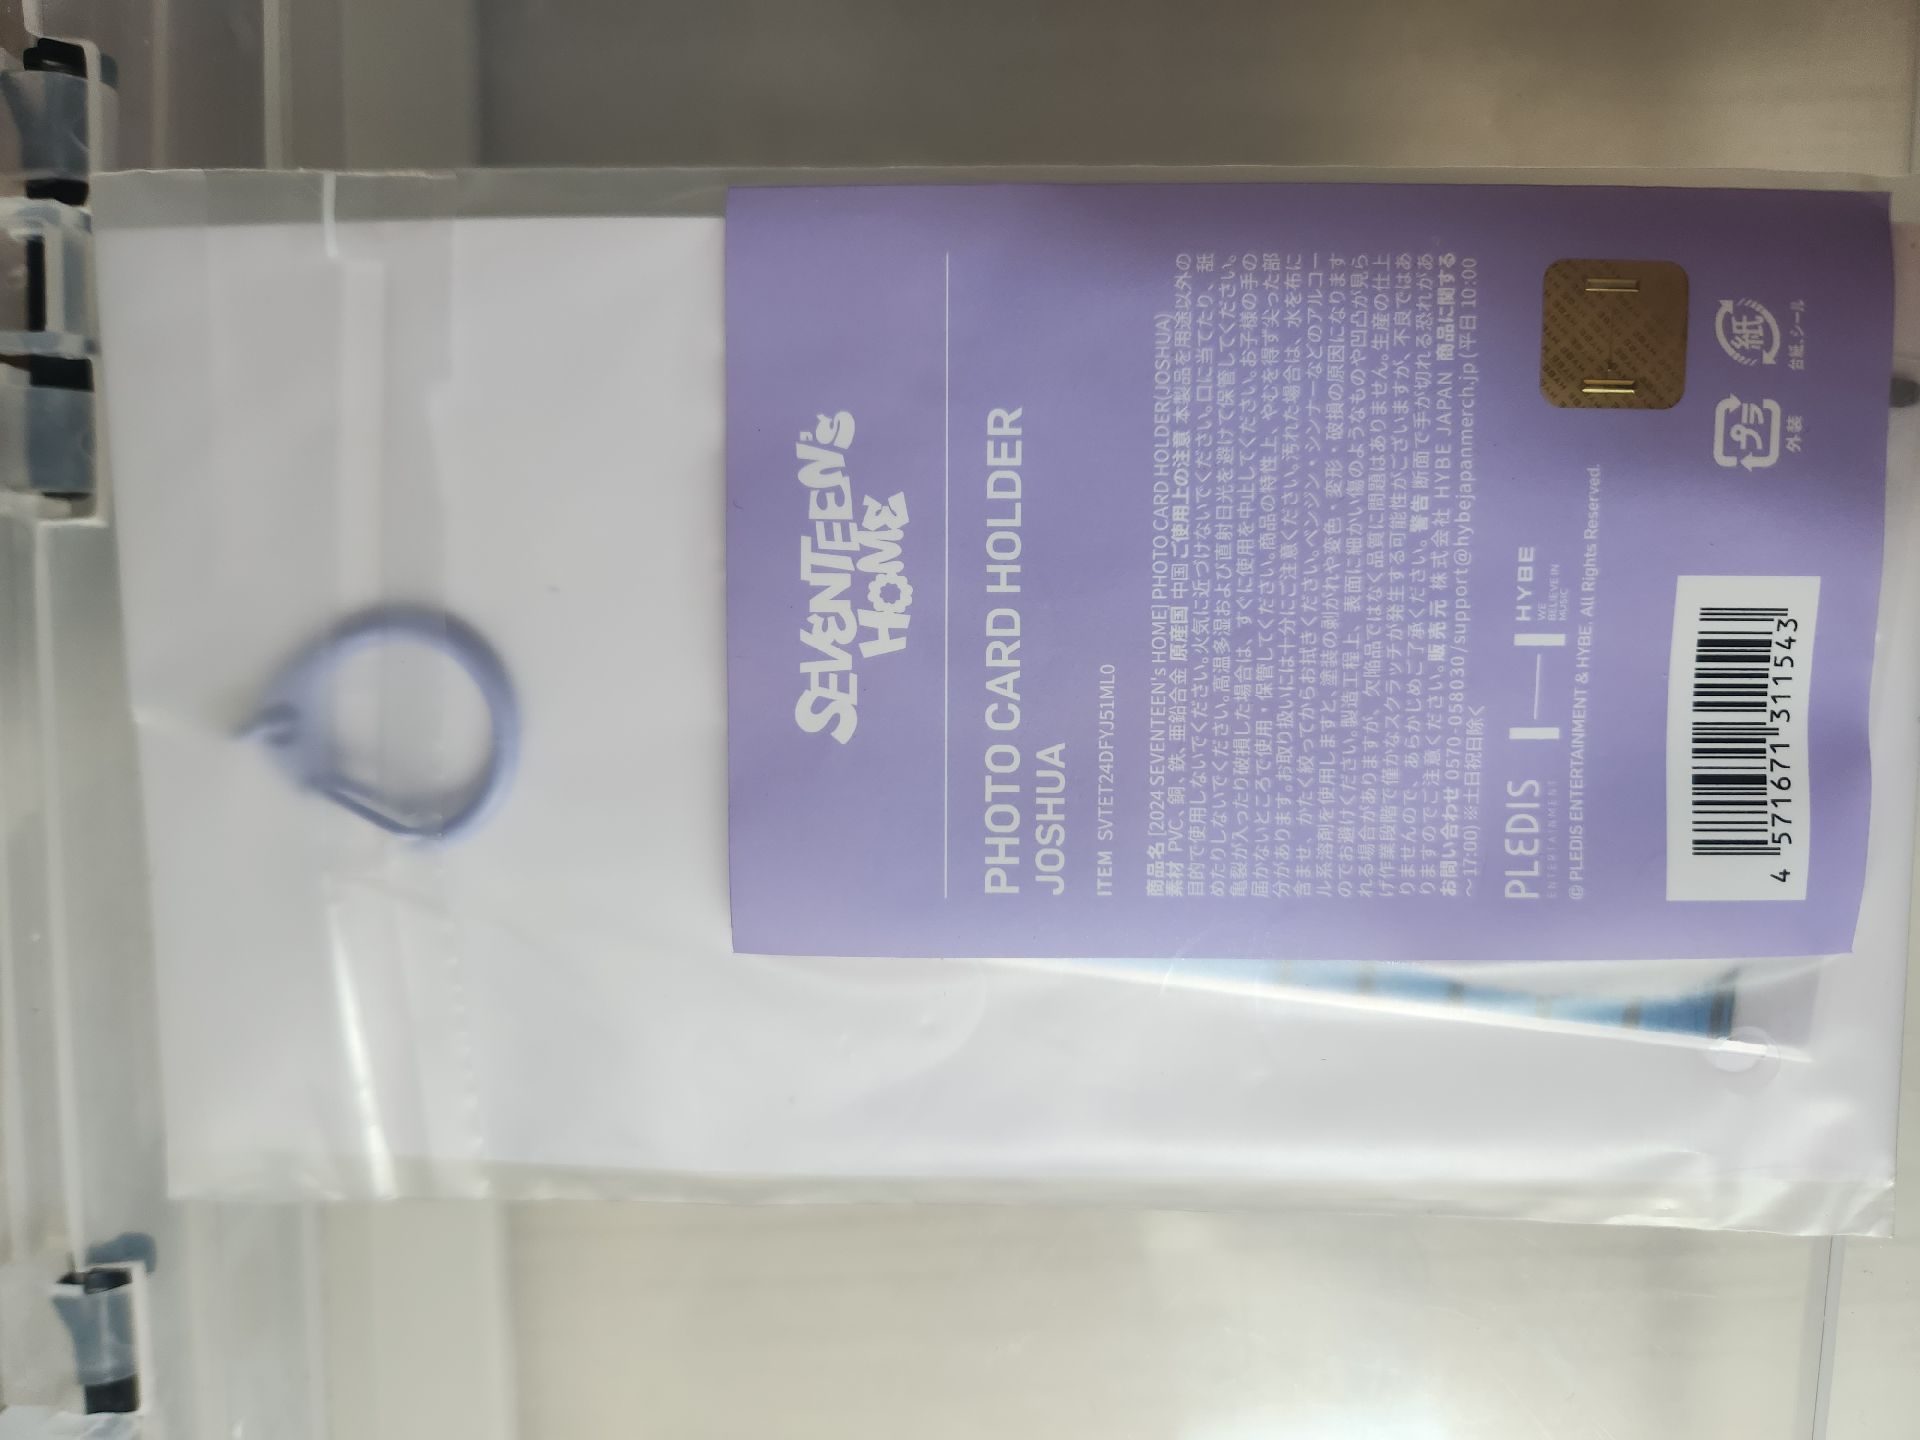 SEVENTEEN's
HOME
PHOTO CARD HOLDER
JOSHUA
ITEM SVTET24DFYJ51ML0
商品名 [2024 SEVENTEEN's HOME] PHOTO CARD HOLDER(JOSHUA)
素材 PVC、銅、鉄、亜鉛合金 原産国 中国 ご使用上の注意 本製品を用途以外の
目的で使用しないでください。火気に近づけないでください。口に当てたり、舐
めたりしないでください。高温多湿および直射日光を避けて保管してください。
亀裂が入ったり破損した場合は、すぐに使用を中止してください。お子様の手の
届かないところで使用・保管してください。商品の特性上、やむを得ず尖った部
分があります。お取り扱いには十分にご注意ください。汚れた場合は、水を布に
含ませ、かたく絞ってからお拭きください。ベンジン・シンナーなどのアルコー
ル系溶剤を使用しますと、塗装の剥がれや変色・変形・破損の原因になります
のでお避けください。製造工程上、表面に細かい傷のようなものや凹凸が見ら
れる場合がありますが、欠陥品ではなく品質に問題はありません。生産の仕上
げ作業段階で僅かなスクラッチが発生する可能性がございますが、不良ではあ
りませんので、あらかじめご了承ください。警告 断面で手が切れる恐れがあ
りますのでご注意ください。販売元 株式会社 HYBE JAPAN 商品に関する
お問い合わせ 0570-058030/support@hybejapanmerch.jp (平日 10:00
～17:00) ※土日祝日除く
PLEDIS
ENTERTAINMENT
HYBE
WE
BELIEVE IN
MUSIC
© PLEDIS ENTERTAINMENT & HYBE. All Rights Reserved.
4 571671 311543
プラ
外装
紙
台紙、シール